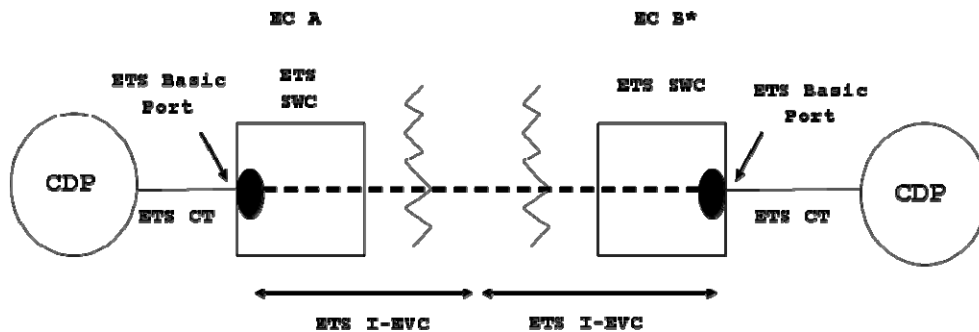 EC A
EC B*
ETS Basic
Port
ETS
SWC
ETS SWC
ETS Basic
Port
CDP
ETS CT
ETS CT
CDP
ETS I-EVC
ETS I-EVC